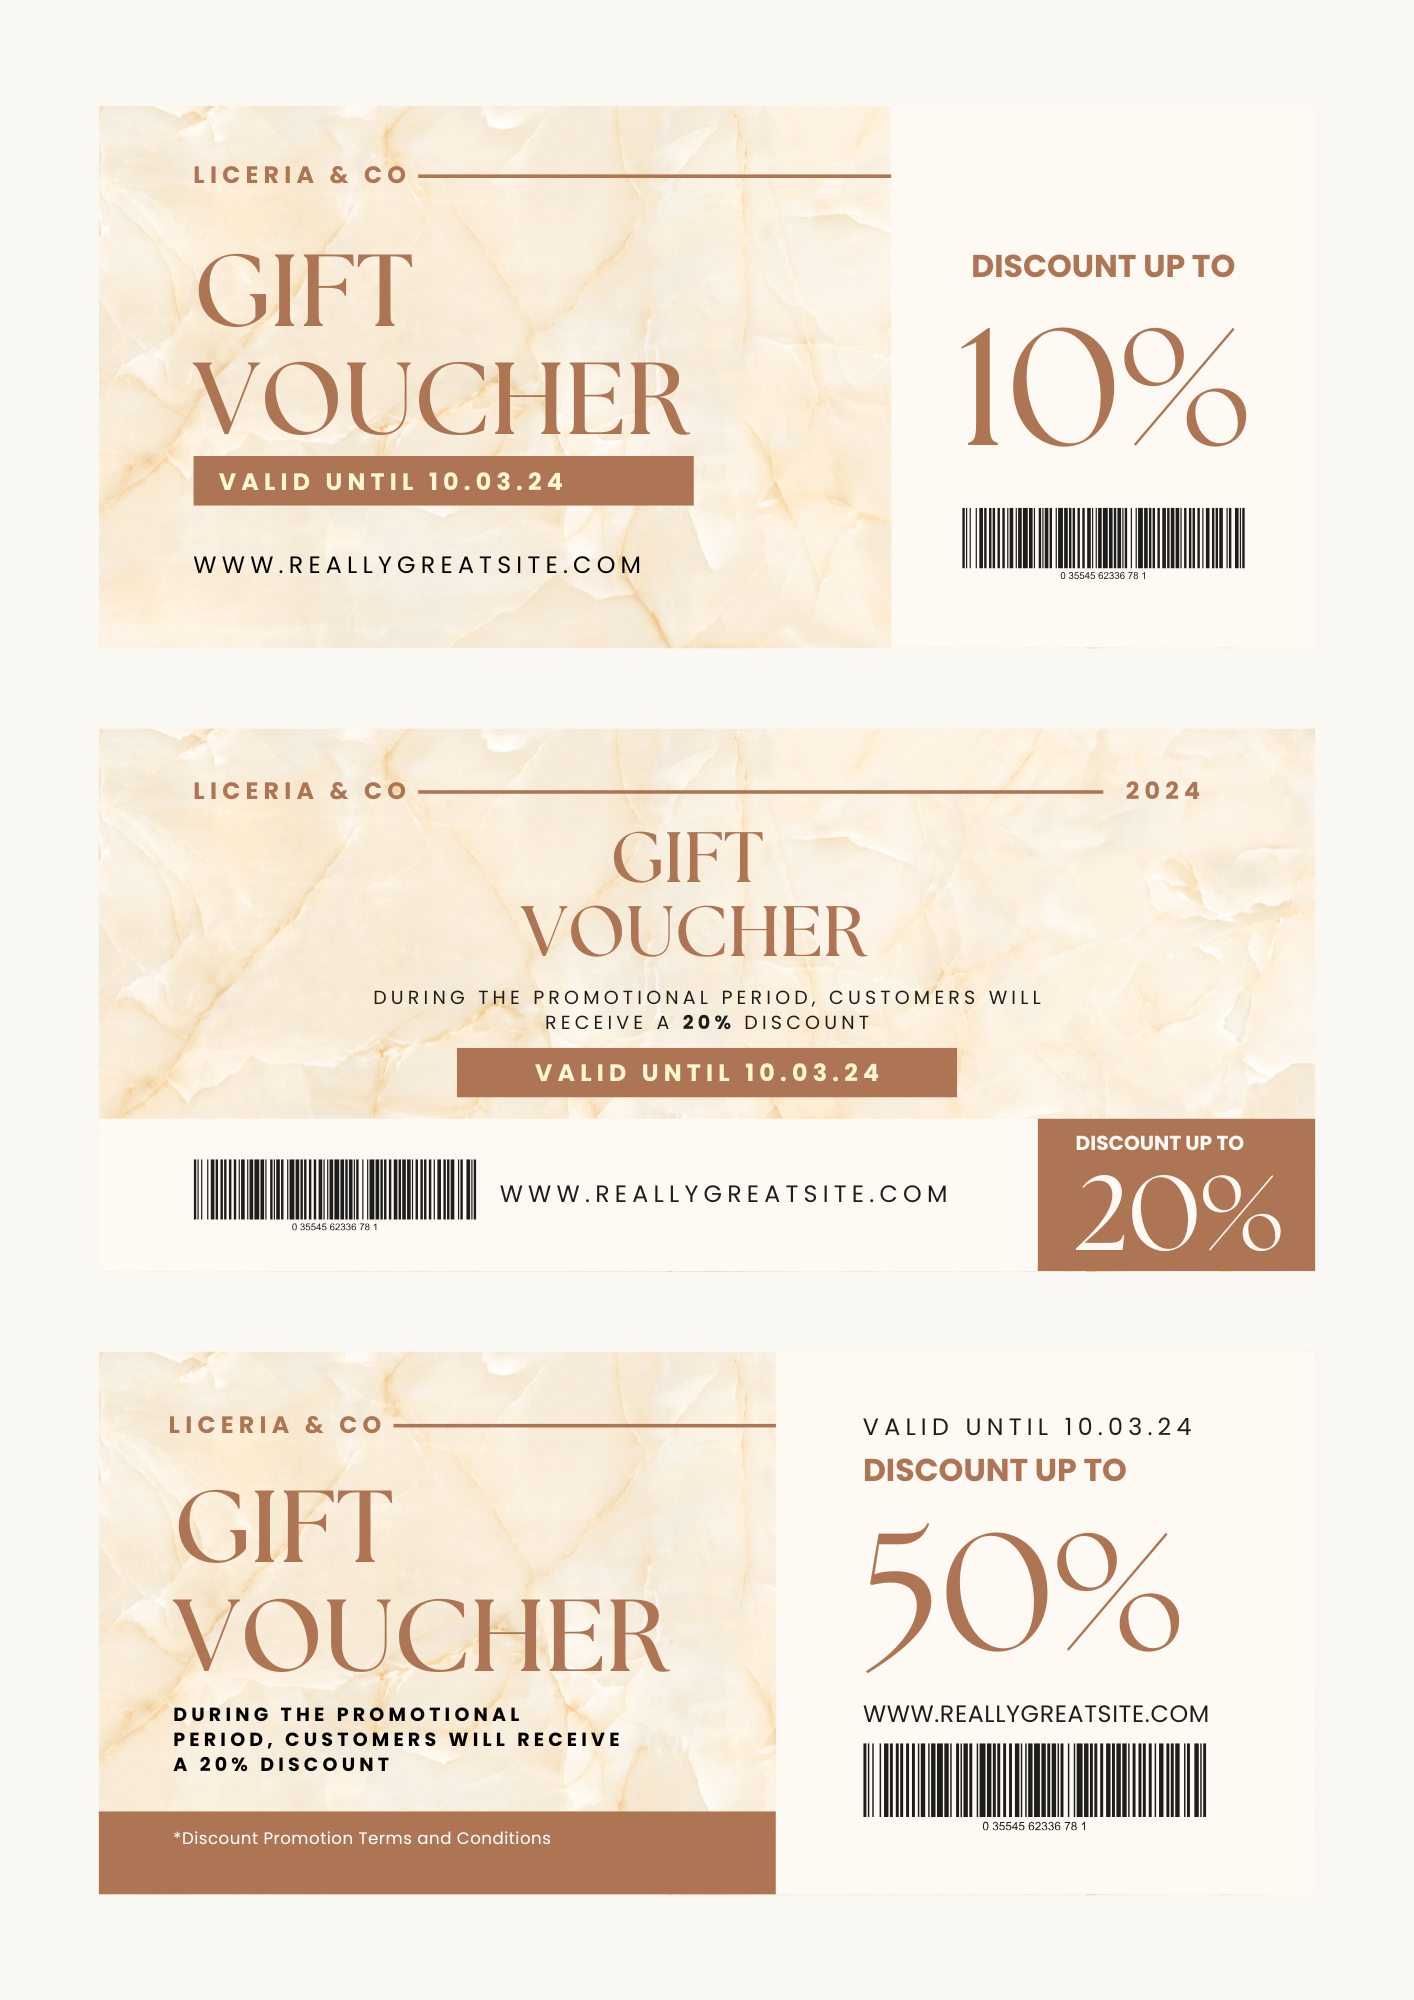 LICERIA & CO
GIFT
VOUCHER
VALID UNTIL 10.03.24
WWW.REALLYGREATSITE.COM
DISCOUNT UP TO
10%
0 35545 62336 78 1
LICERIA & CO
2024
GIFT
VOUCHER
DURING THE PROMOTIONAL PERIOD, CUSTOMERS WILL
RECEIVE A 20% DISCOUNT
VALID UNTIL 10.03.24
0 35545 62336 78 1
WWW.REALLYGREATSITE.COM
DISCOUNT UP TO
20%
LICERIA & CO
GIFT
VOUCHER
DURING THE PROMOTIONAL
PERIOD, CUSTOMERS WILL RECEIVE
A 20% DISCOUNT
*Discount Promotion Terms and Conditions
VALID UNTIL 10.03.24
DISCOUNT UP TO
50%
WWW.REALLYGREATSITE.COM
0 35545 62336 78 1